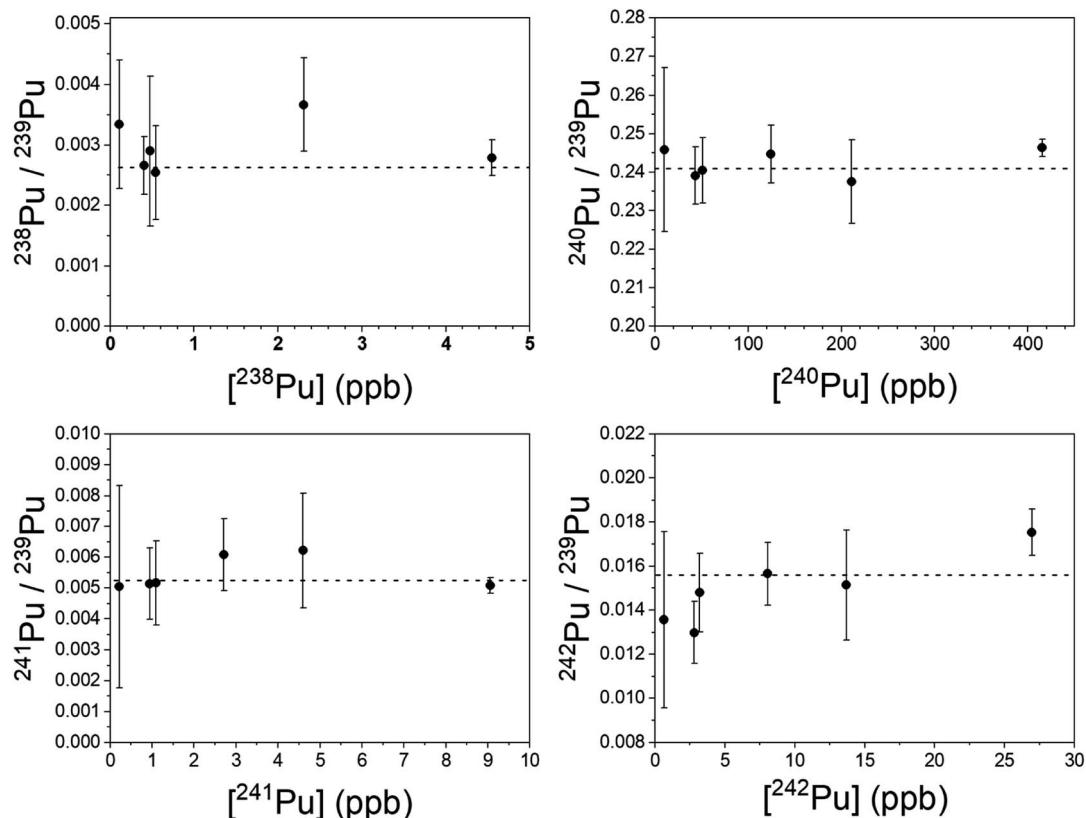 0.005
0.004
0.003
0.002
0.001
0.000
²³⁸Pu / ²³⁹Pu
0 1 2 3 4 5
[²³⁸Pu] (ppb)
0.28
0.27
0.26
0.25
0.24
0.23
0.22
0.21
0.20
²⁴⁰Pu / ²³⁹Pu
0 100 200 300 400
[²⁴⁰Pu] (ppb)
0.010
0.009
0.008
0.007
0.006
0.005
0.004
0.003
0.002
0.001
0.000
²⁴¹Pu / ²³⁹Pu
0 1 2 3 4 5 6 7 8 9 10
[²⁴¹Pu] (ppb)
0.022
0.020
0.018
0.016
0.014
0.012
0.010
0.008
²⁴²Pu / ²³⁹Pu
0 5 10 15 20 25 30
[²⁴²Pu] (ppb)